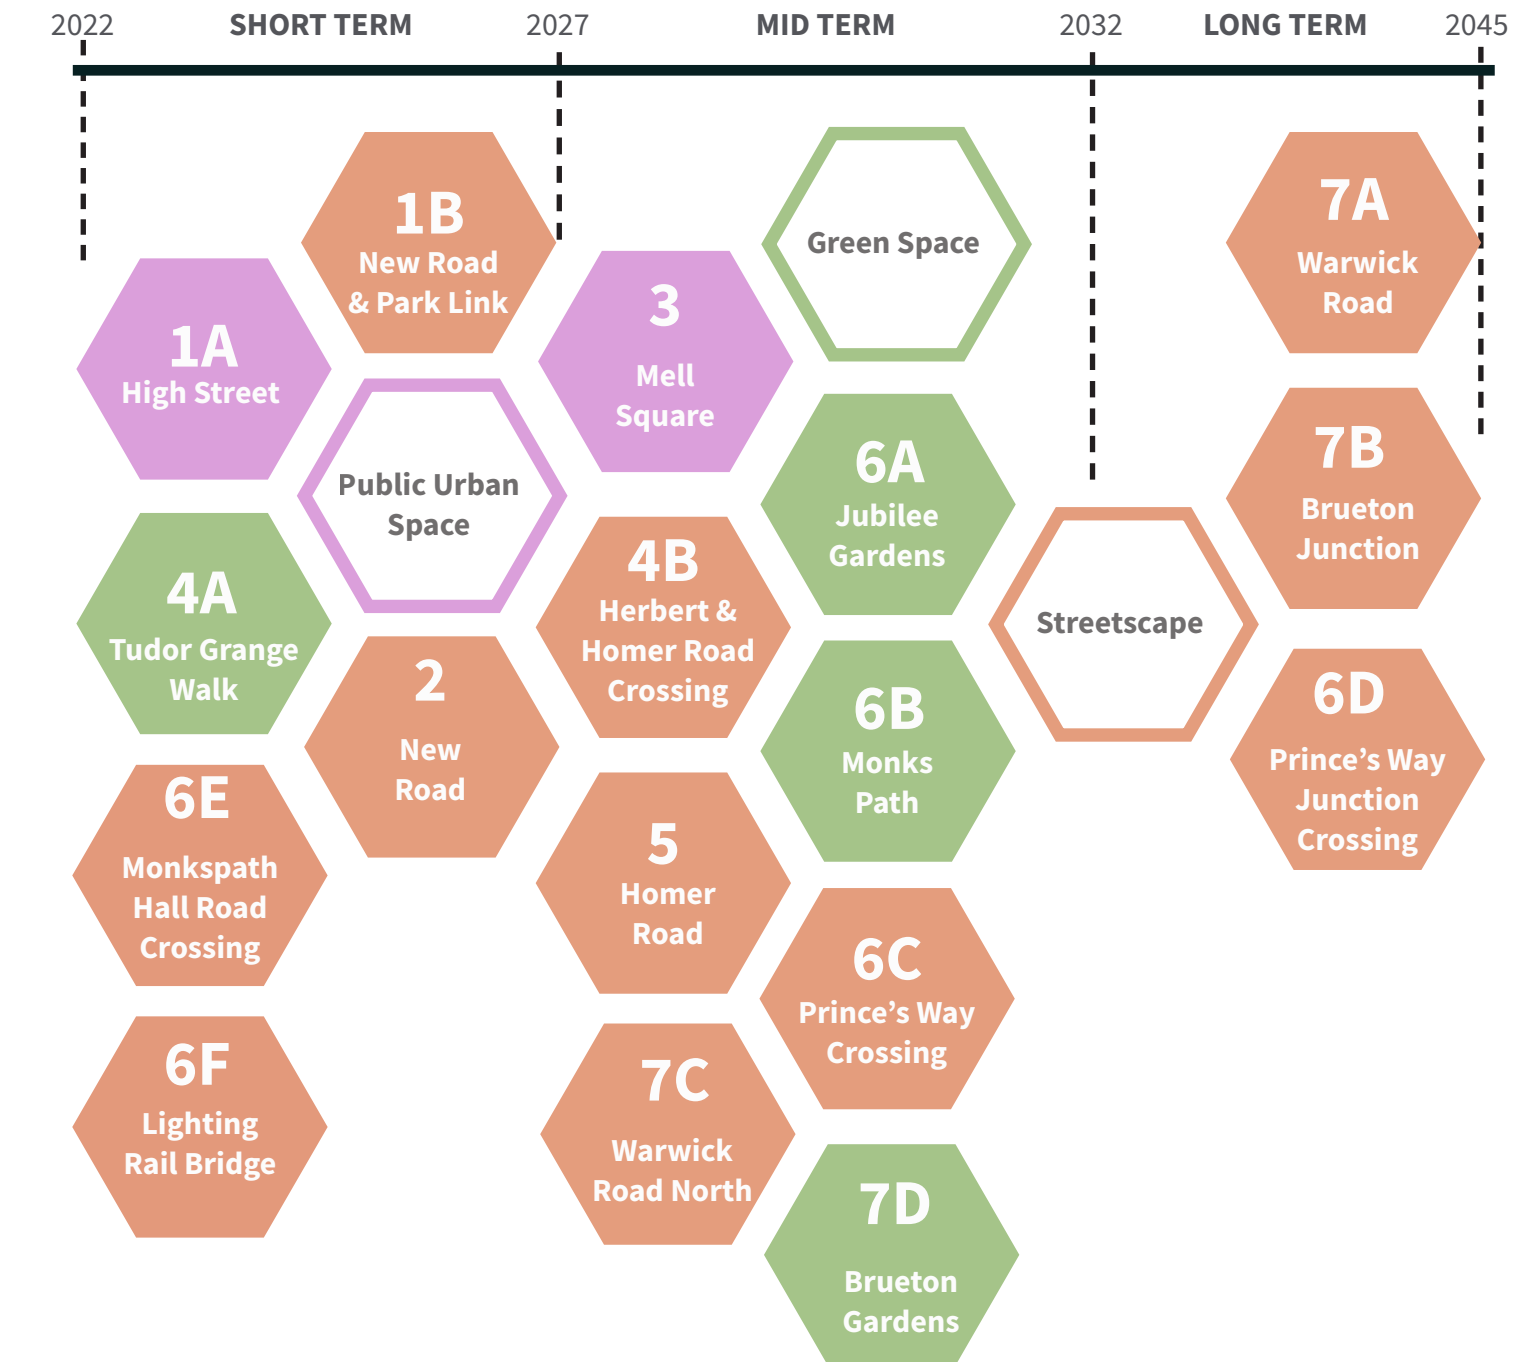 2022 SHORT TERM 2027 MID TERM 2032 LONG TERM 2045
1A
High Street
4A
Tudor Grange
Walk
6E
Monkspath
Hall Road
Crossing
6F
Lighting
Rail Bridge
1B
New Road
& Park Link
Public Urban
Space
2
New
Road
3
Mell
Square
4B
Herbert &
Homer Road
Crossing
5
Homer
Road
7C
Warwick
Road North
Green Space
6A
Jubilee
Gardens
6B
Monks
Path
6C
Prince’s Way
Crossing
7D
Brueton
Gardens
Streetscape
7A
Warwick
Road
7B
Brueton
Junction
6D
Prince’s Way
Junction
Crossing